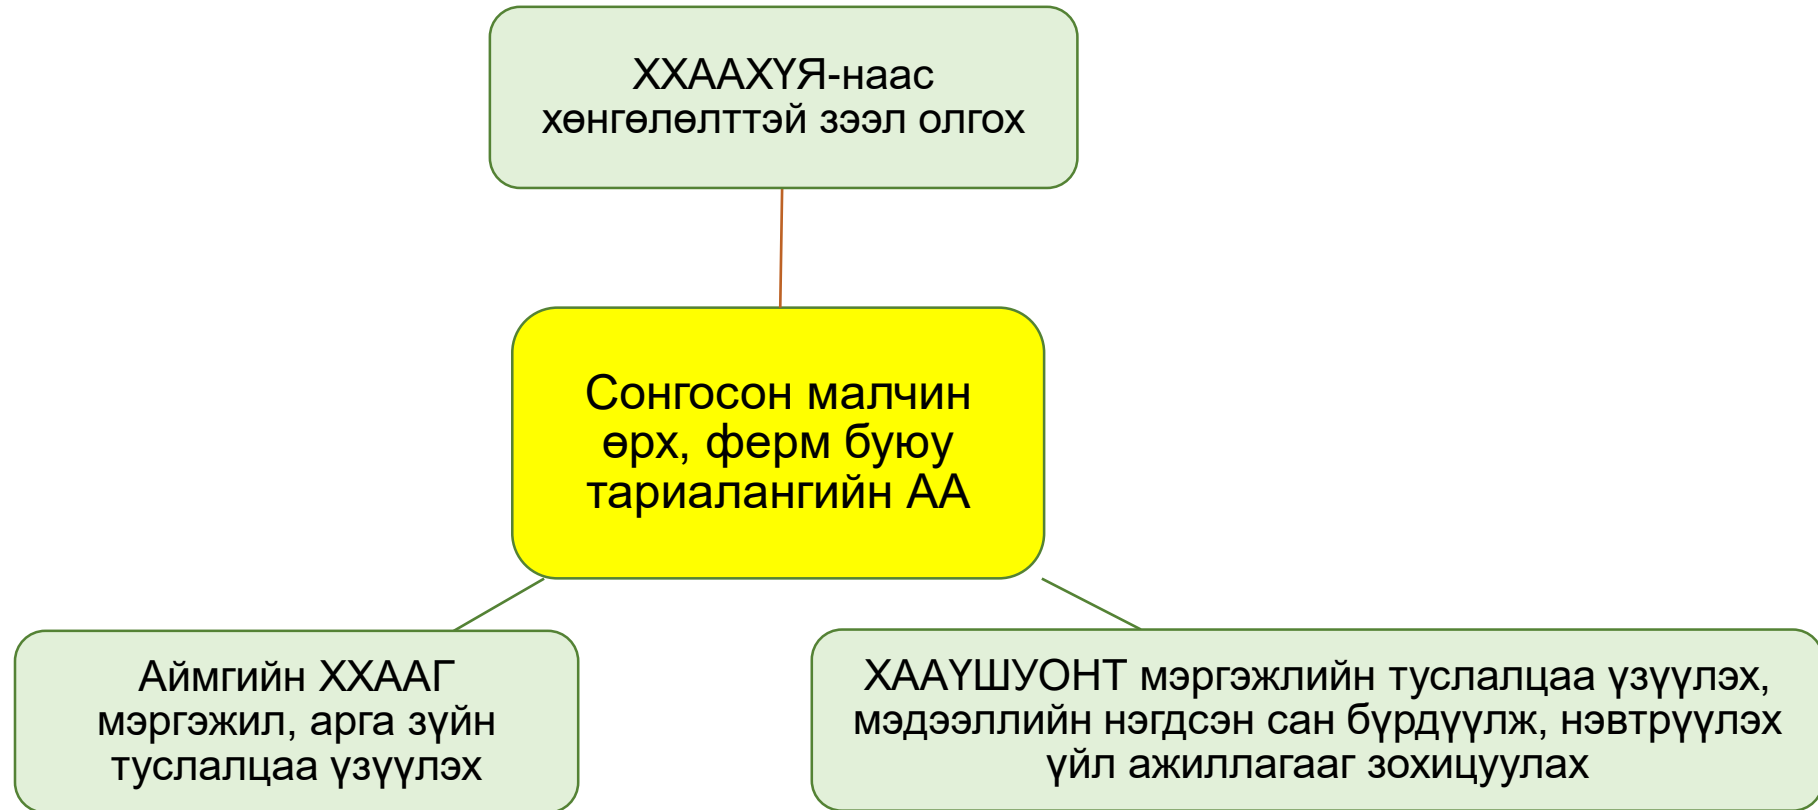 ХХААХҮЯ-наас
хөнгөлөлттэй зээл олгох
Сонгосон малчин
өрх, ферм буюу
тариалангийн АА
Аймгийн ХХААГ
мэргэжил, арга зүйн
туслалцаа үзүүлэх
ХААҮШУОНТ мэргэжлийн туслалцаа үзүүлэх,
мэдээллийн нэгдсэн сан бүрдүүлж, нэвтрүүлэх
үйл ажиллагааг зохицуулах